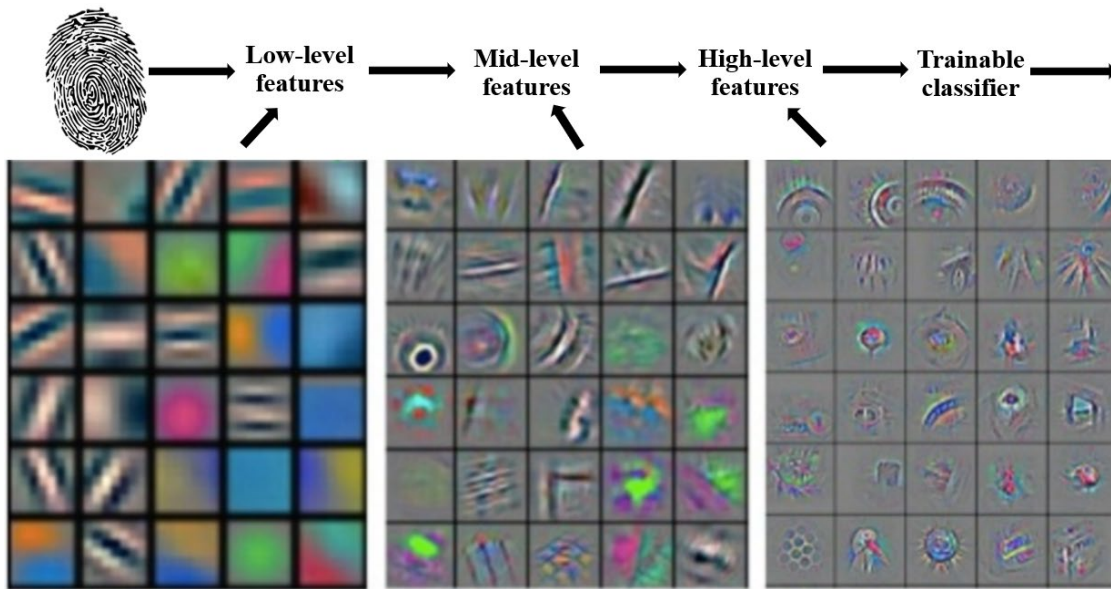 Low-level
features
Mid-level
features
High-level
features
Trainable
classifier